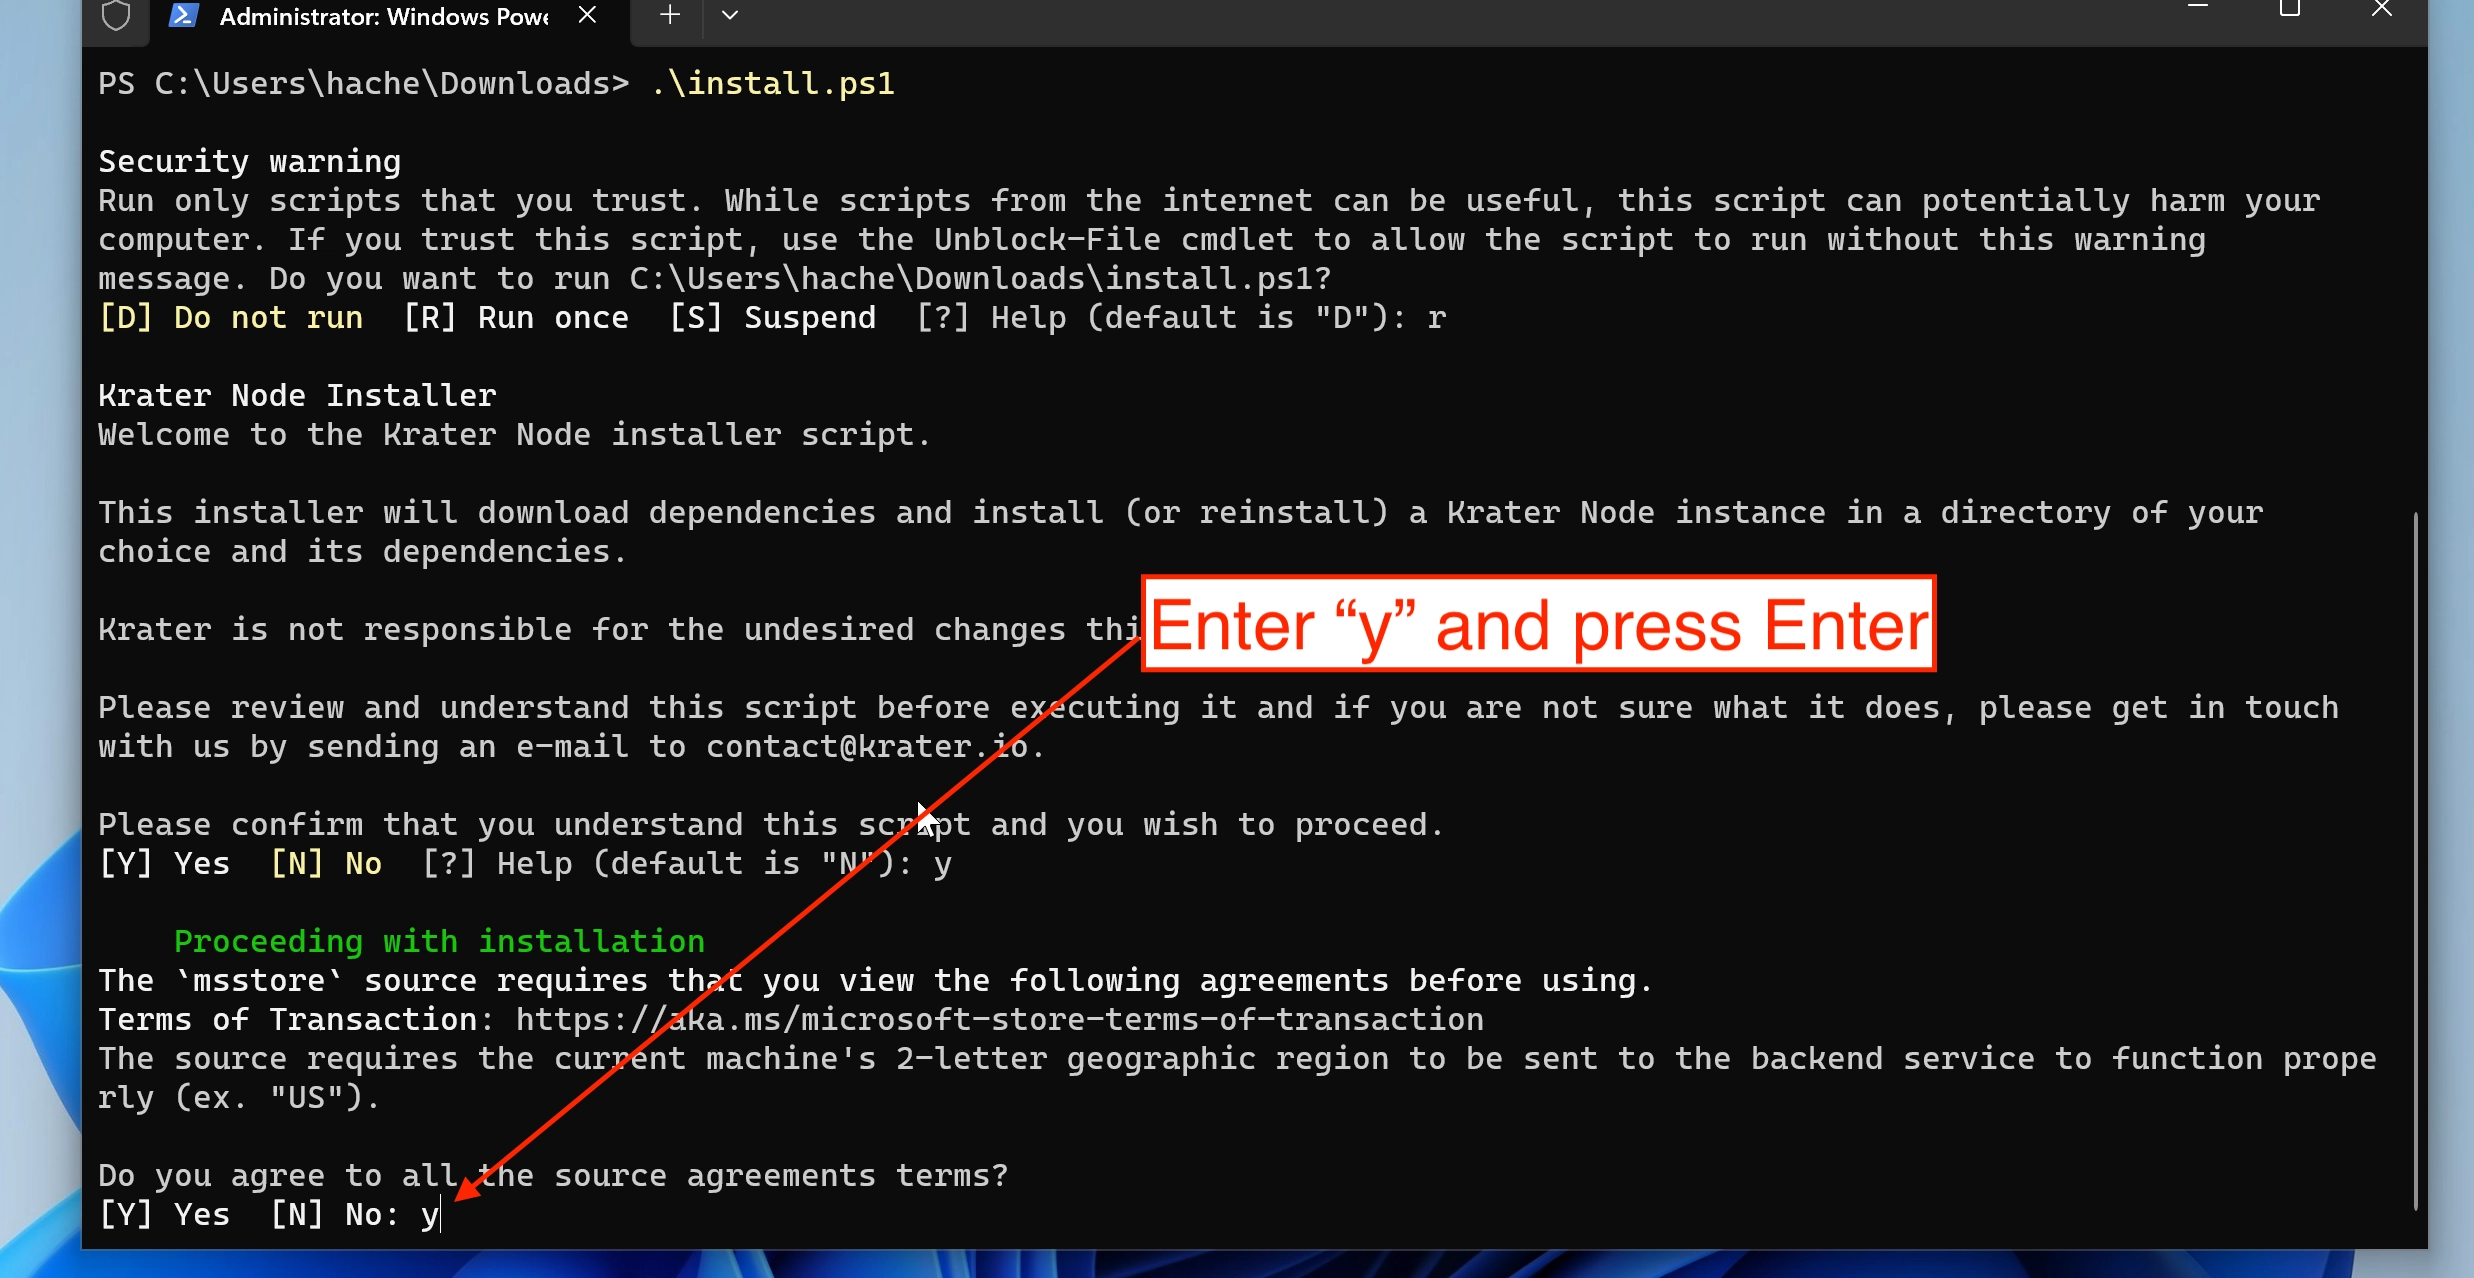 Administrator: Windows Powe
PS C:\Users\hache\Downloads> .\install.ps1
Security warning
Run only scripts that you trust. While scripts from the internet can be useful, this script can potentially harm your
computer. If you trust this script, use the Unblock-File cmdlet to allow the script to run without this warning
message. Do you want to run C:\Users\hache\Downloads\install.ps1?
[D] Do not run  [R] Run once  [S] Suspend  [?] Help (default is "D"): r
Krater Node Installer
Welcome to the Krater Node installer script.
This installer will download dependencies and install (or reinstall) a Krater Node instance in a directory of your
choice and its dependencies.
Krater is not responsible for the undesired changes thi
Enter “y” and press Enter
Please review and understand this script before executing it and if you are not sure what it does, please get in touch
with us by sending an e-mail to contact@krater.io.
Please confirm that you understand this script and you wish to proceed.
[Y] Yes  [N] No  [?] Help (default is "N"): y
Proceeding with installation
The `msstore` source requires that you view the following agreements before using.
Terms of Transaction: https://aka.ms/microsoft-store-terms-of-transaction
The source requires the current machine's 2-letter geographic region to be sent to the backend service to function prope
rly (ex. "US").
Do you agree to all the source agreements terms?
[Y] Yes  [N] No: y